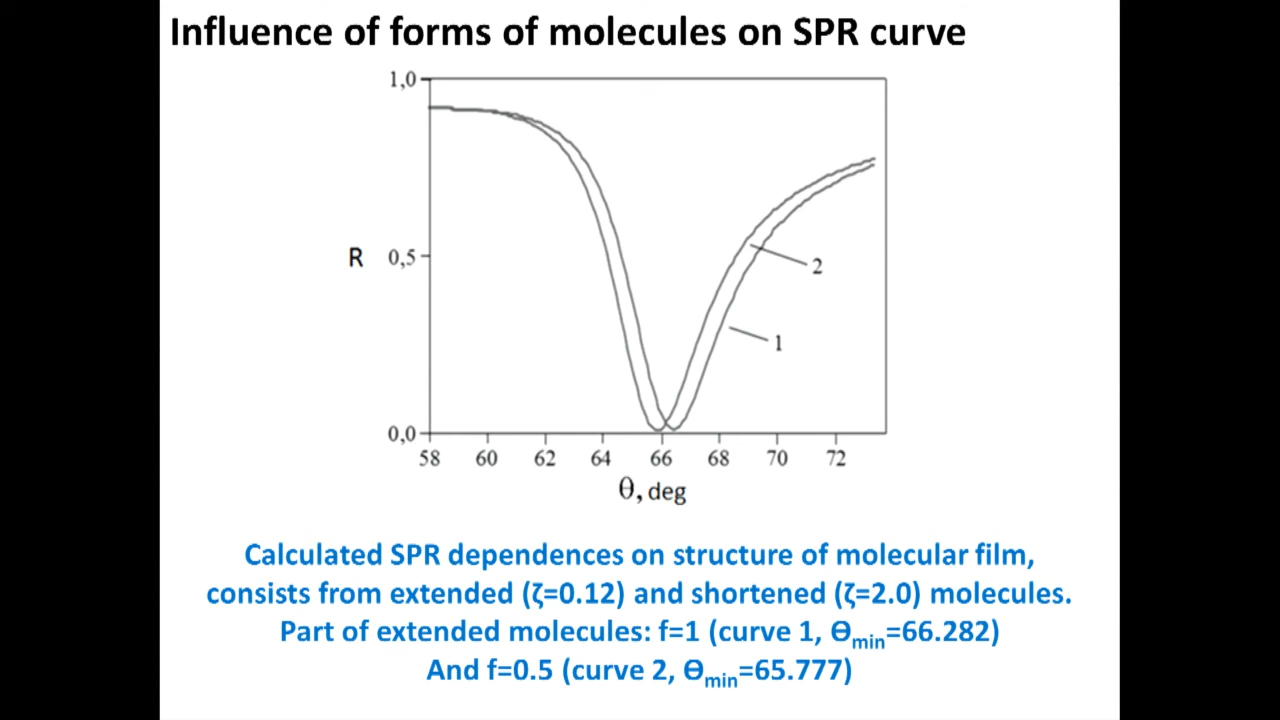 Influence of forms of molecules on SPR curve
1,0
R 0,5
2
1
0,0
58 60 62 64 66 68 70 72
θ, deg
Calculated SPR dependences on structure of molecular film,
consists from extended (ζ=0.12) and shortened (ζ=2.0) molecules.
Part of extended molecules: f=1 (curve 1, ϴmin=66.282)
And f=0.5 (curve 2, ϴmin=65.777)